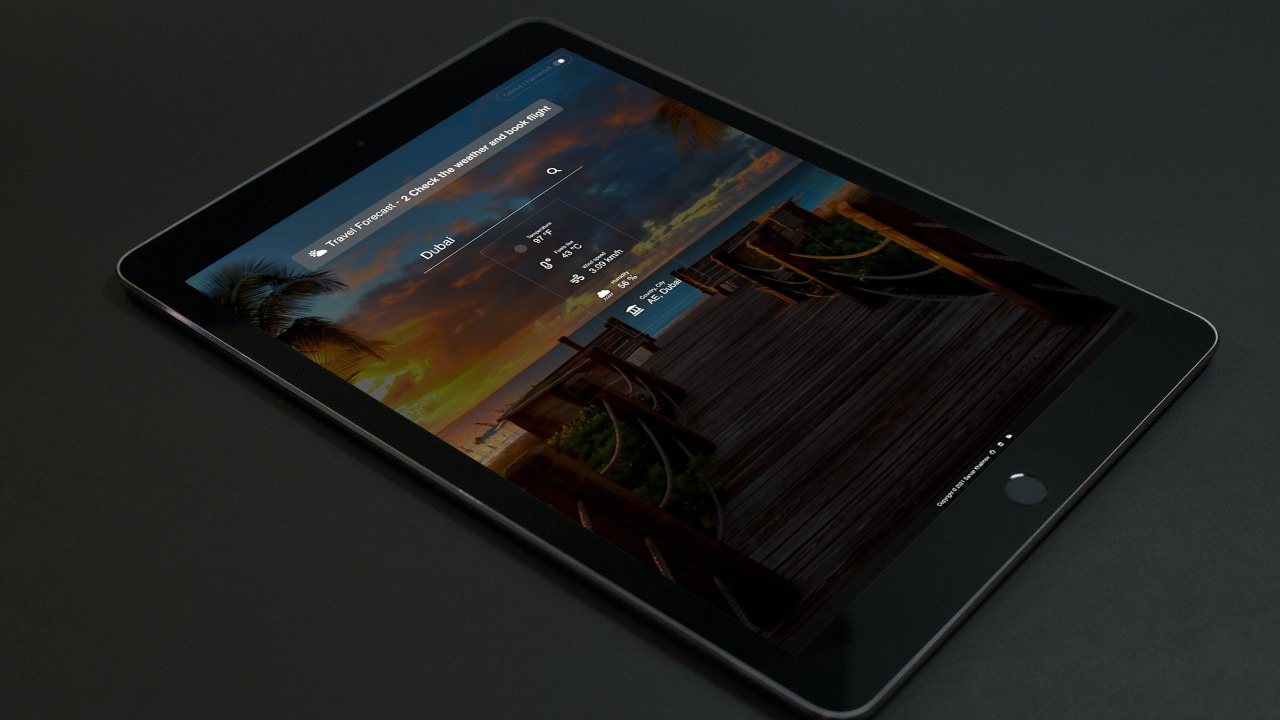 Celsius / Fahrenheit
Travel Forecast - 2 Check the weather and book flight
Dubai
Temperature
97 °F
Feels like
43 °C
Wind speed
3.09 km/h
Humidity
56 %
Country, City
AE, Dubai
Copyright © 2021